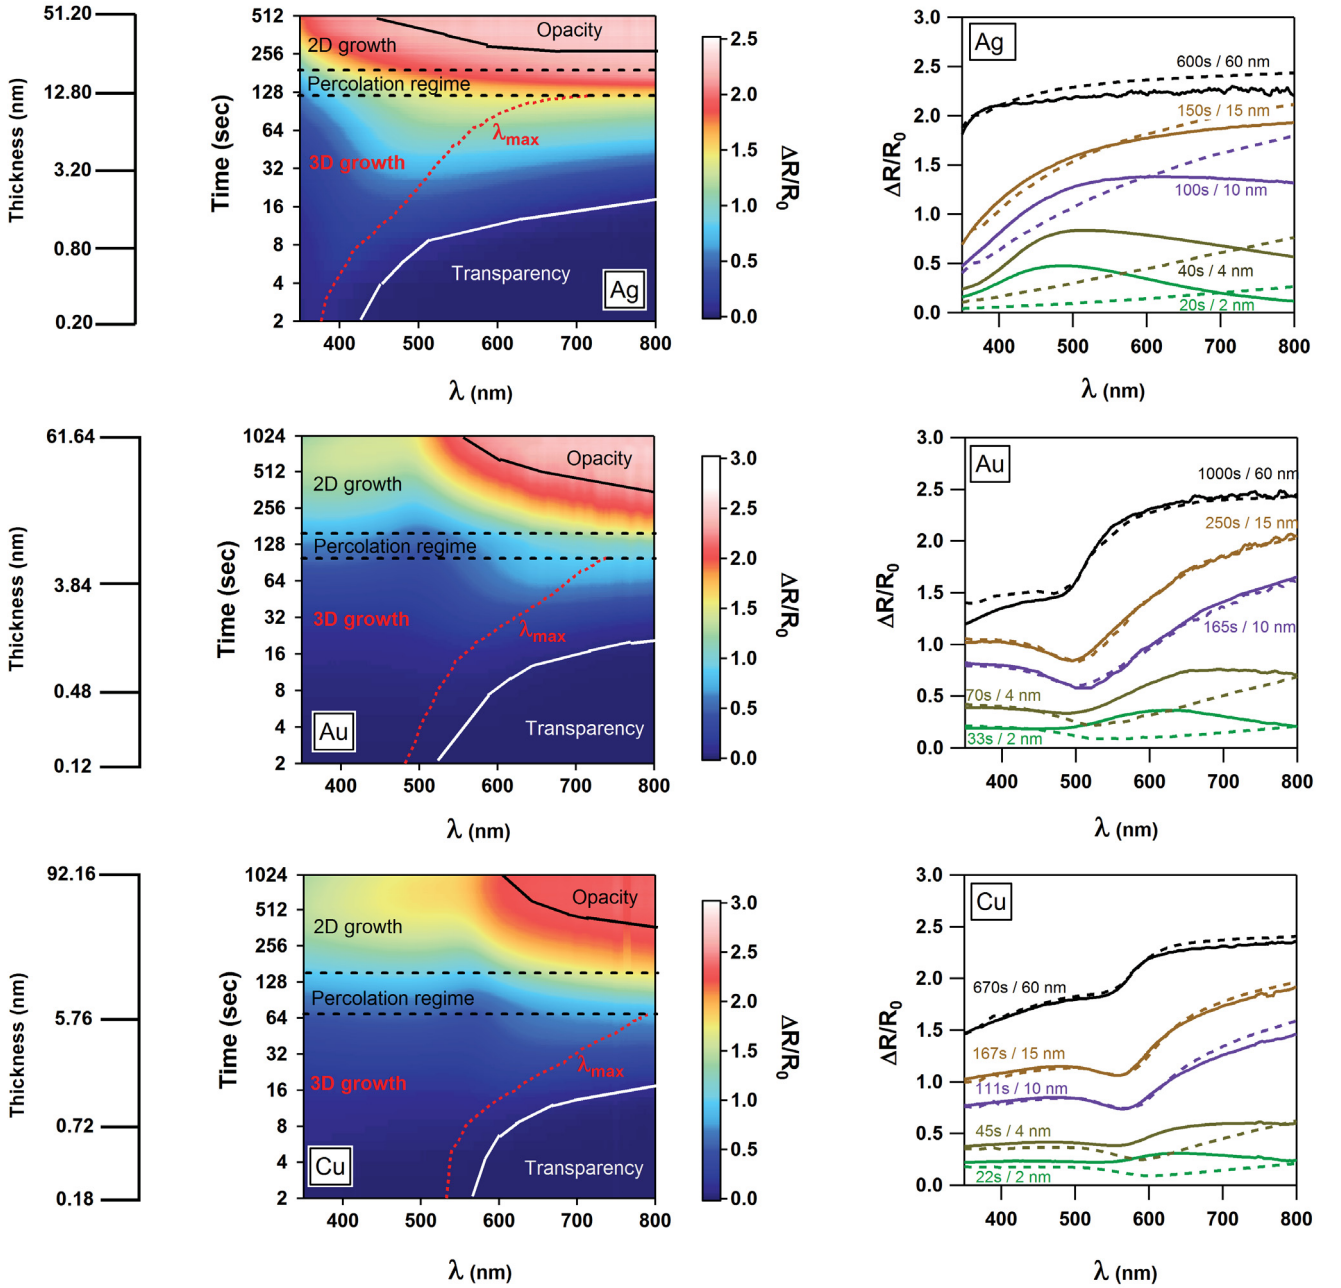 Thickness (nm)
51.20
12.80
3.20
0.80
0.20
Time (sec)
512
256
128
64
32
16
8
4
2
2D growth
Opacity
Percolation regime
λmax
3D growth
Transparency
Ag
400 500 600 700 800
λ (nm)
2.5
2.0
1.5
1.0
0.5
0.0
ΔR/R0
ΔR/R0
3.0
2.5
2.0
1.5
1.0
0.5
0.0
Ag
600s / 60 nm
150s / 15 nm
100s / 10 nm
40s / 4 nm
20s / 2 nm
400 500 600 700 800
λ (nm)
Thickness (nm)
61.64
3.84
0.48
0.12
Time (sec)
1024
512
256
128
64
32
16
8
4
2
Opacity
2D growth
Percolation regime
3D growth
λmax
Transparency
Au
400 500 600 700 800
λ (nm)
3.0
2.5
2.0
1.5
1.0
0.5
0.0
ΔR/R0
ΔR/R0
3.0
2.5
2.0
1.5
1.0
0.5
0.0
Au
1000s / 60 nm
250s / 15 nm
165s / 10 nm
70s / 4 nm
33s / 2 nm
400 500 600 700 800
λ (nm)
Thickness (nm)
92.16
5.76
0.72
0.18
Time (sec)
1024
512
256
128
64
32
16
8
4
2
Opacity
2D growth
Percolation regime
λmax
3D growth
Transparency
Cu
400 500 600 700 800
λ (nm)
3.0
2.5
2.0
1.5
1.0
0.5
0.0
ΔR/R0
ΔR/R0
3.0
2.5
2.0
1.5
1.0
0.5
0.0
Cu
670s / 60 nm
167s / 15 nm
111s / 10 nm
45s / 4 nm
22s / 2 nm
400 500 600 700 800
λ (nm)